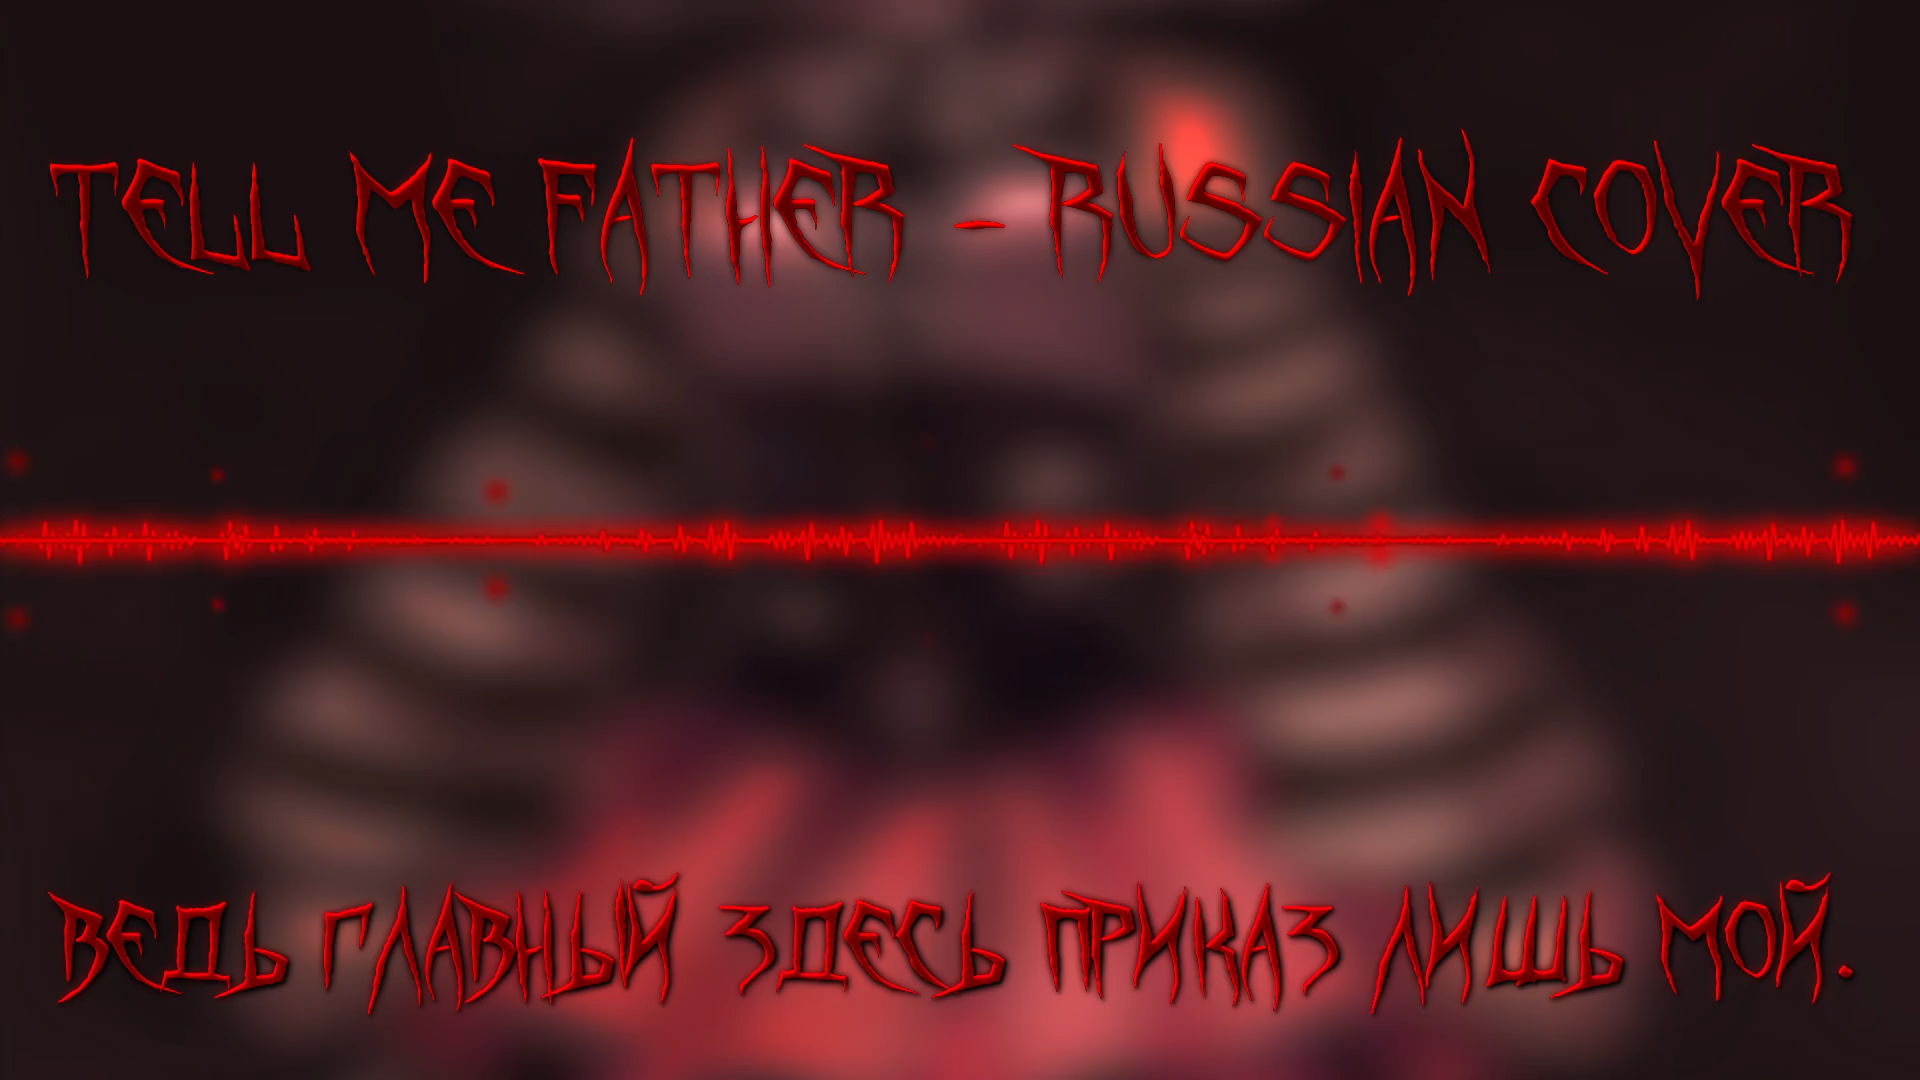 TELL ME FATHER - RUSSIAN COVER
ВЕДЬ ГЛАВНЫЙ ЗДЕСЬ ПРИКАЗ ЛИШЬ МОЙ.